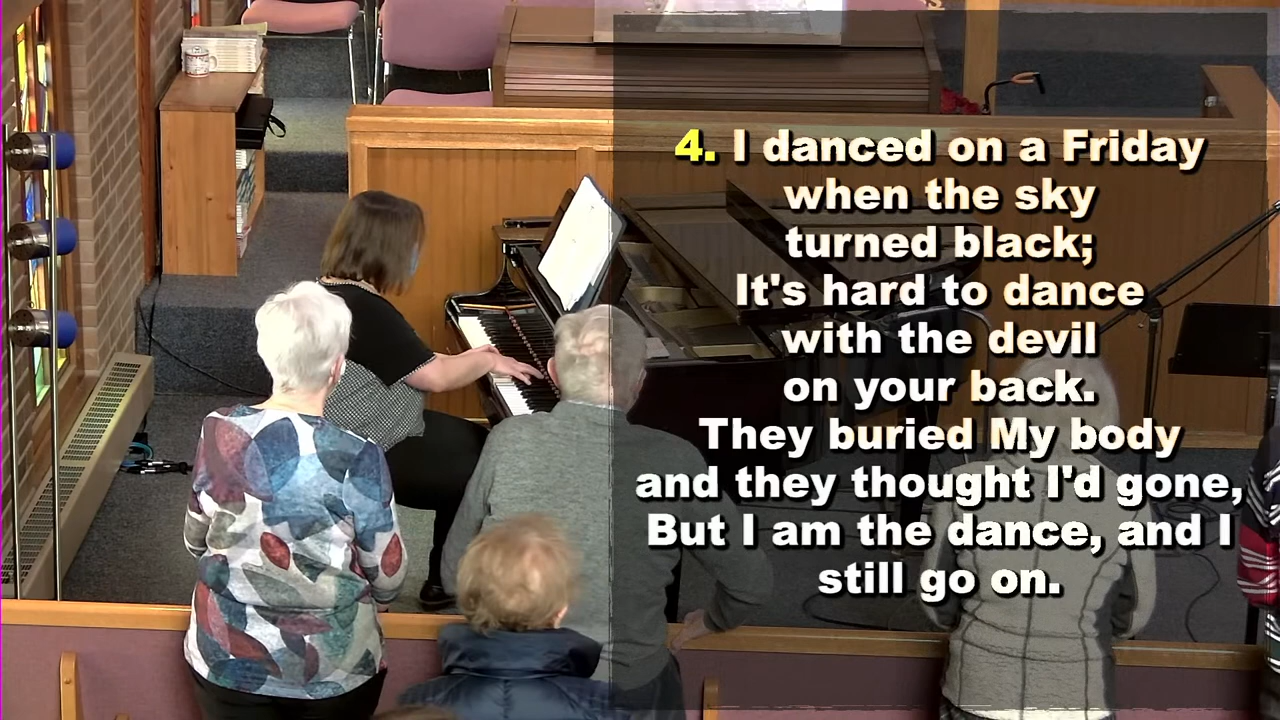 4. I danced on a Friday
when the sky
turned black;
It's hard to dance
with the devil
on your back.
They buried My body
and they thought I'd gone,
But I am the dance, and I
still go on.